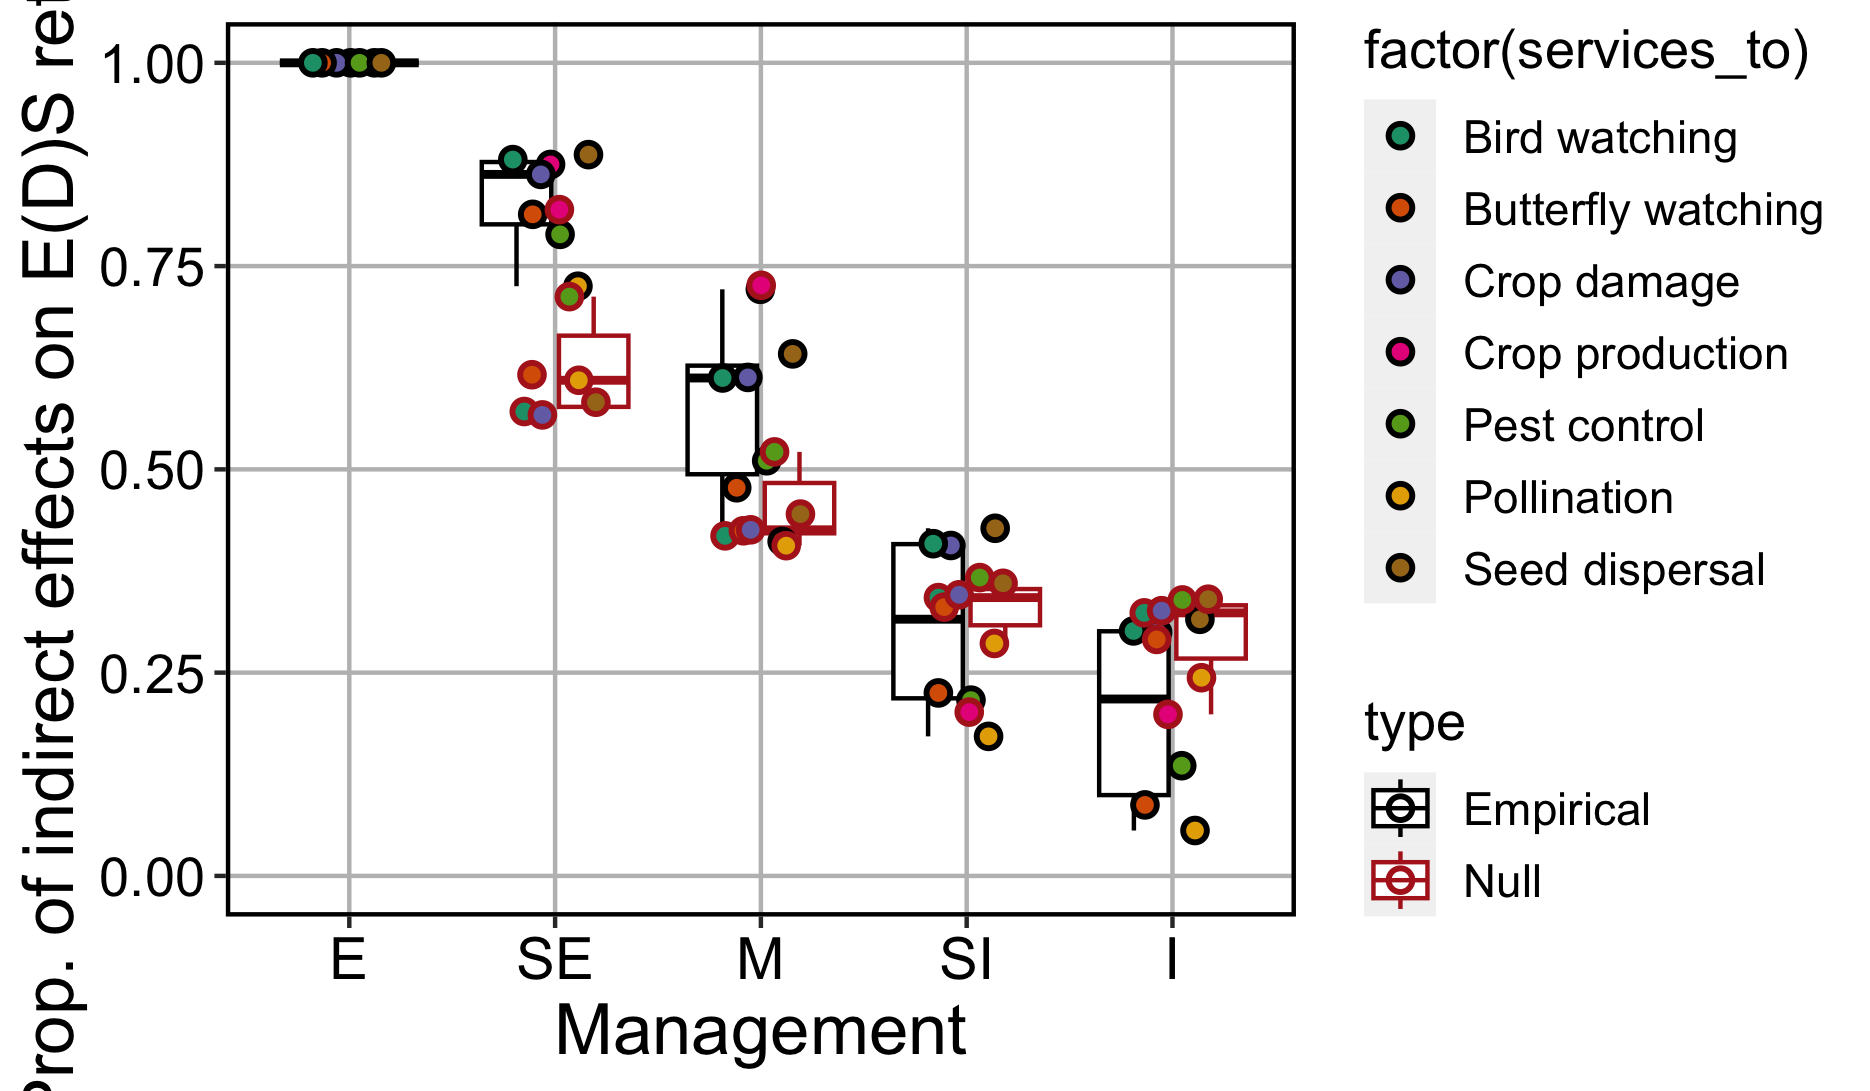 Prop. of indirect effects on E(D)S
1.00
0.75
0.50
0.25
0.00
E SE M SI I
Management
factor(services_to)
Bird watching
Butterfly watching
Crop damage
Crop production
Pest control
Pollination
Seed dispersal
type
Empirical
Null